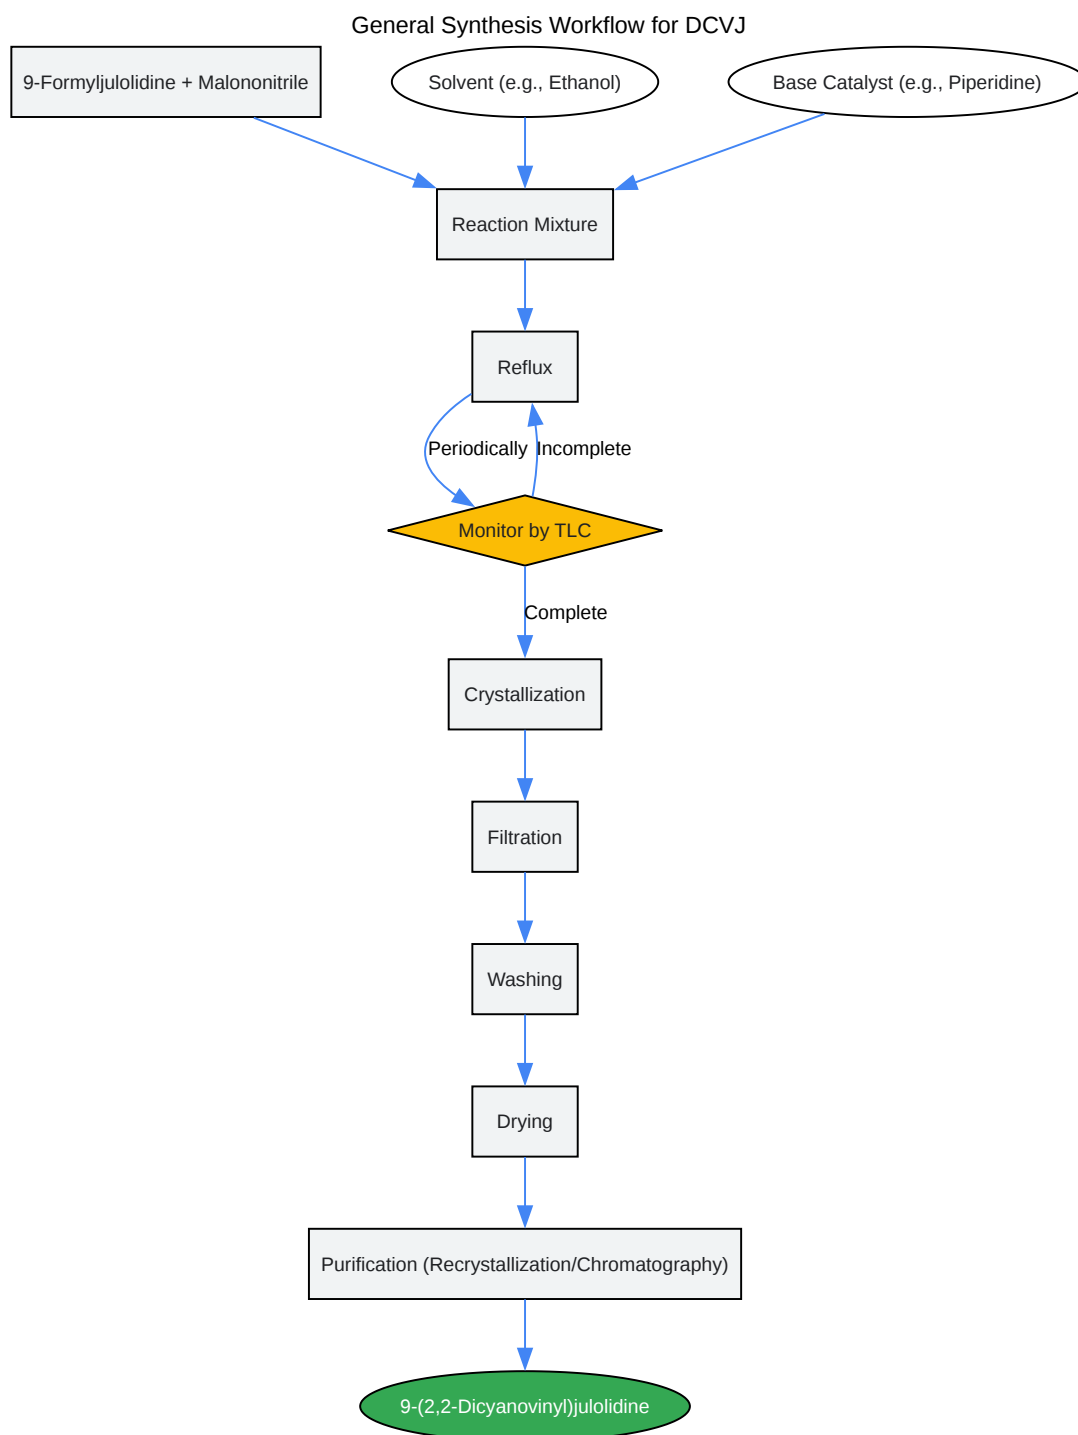 General Synthesis Workflow for DCVJ
9-Formyljulolidine + Malononitrile
Solvent (e.g., Ethanol)
Base Catalyst (e.g., Piperidine)
Reaction Mixture
Reflux
Periodically
Incomplete
Monitor by TLC
Complete
Crystallization
Filtration
Washing
Drying
Purification (Recrystallization/Chromatography)
9-(2,2-Dicyanovinyl)julolidine